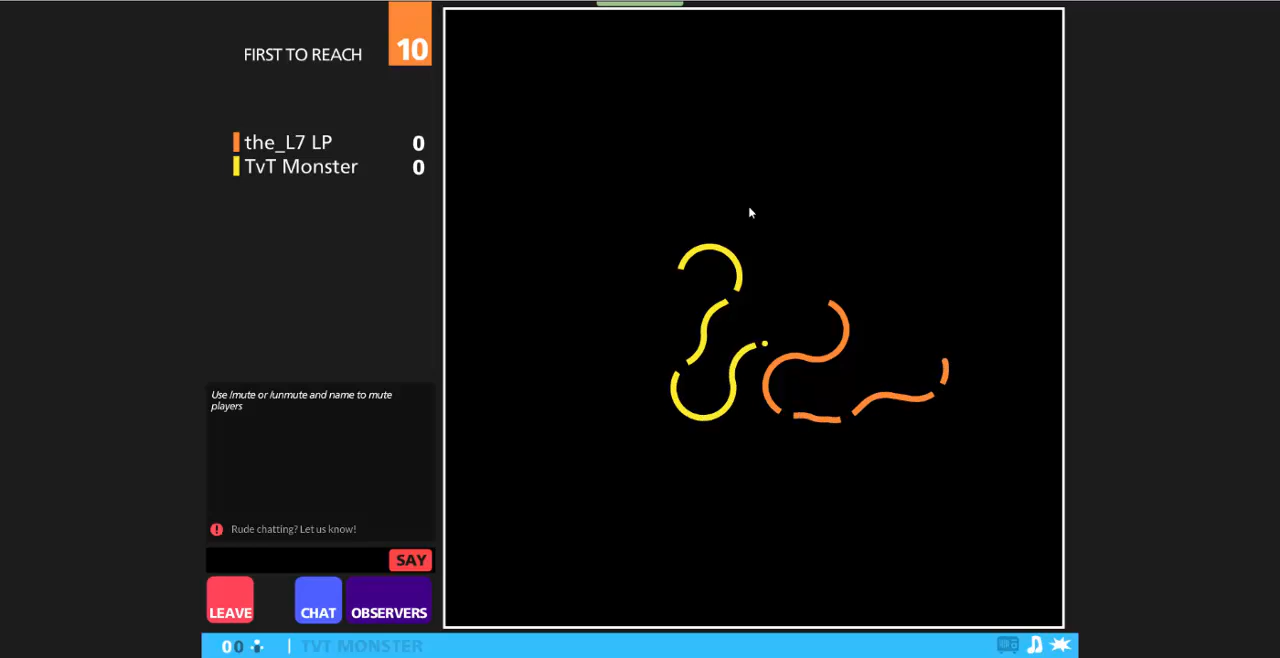 FIRST TO REACH 10
the_L7 LP 0
TvT Monster 0
Use /mute or /unmute and name to mute
players
Rude chatting? Let us know!
SAY
LEAVE CHAT OBSERVERS
00 | TVT MONSTER